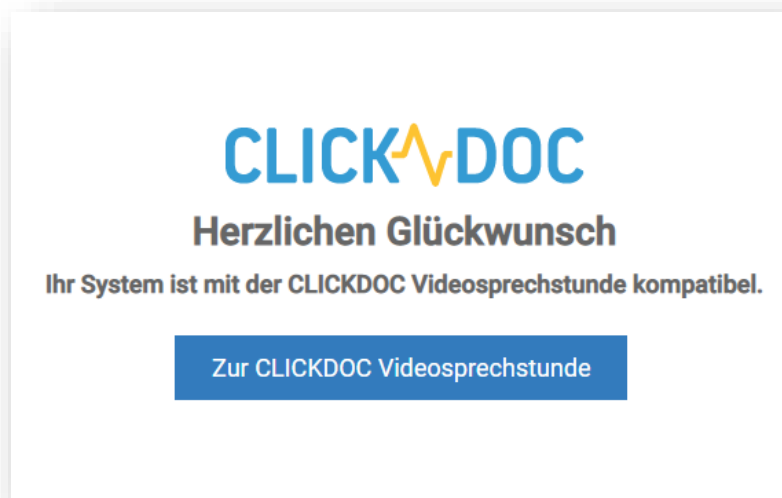 CLICKDOC
Herzlichen Glückwunsch
Ihr System ist mit der CLICKDOC Videosprechstunde kompatibel.
Zur CLICKDOC Videosprechstunde